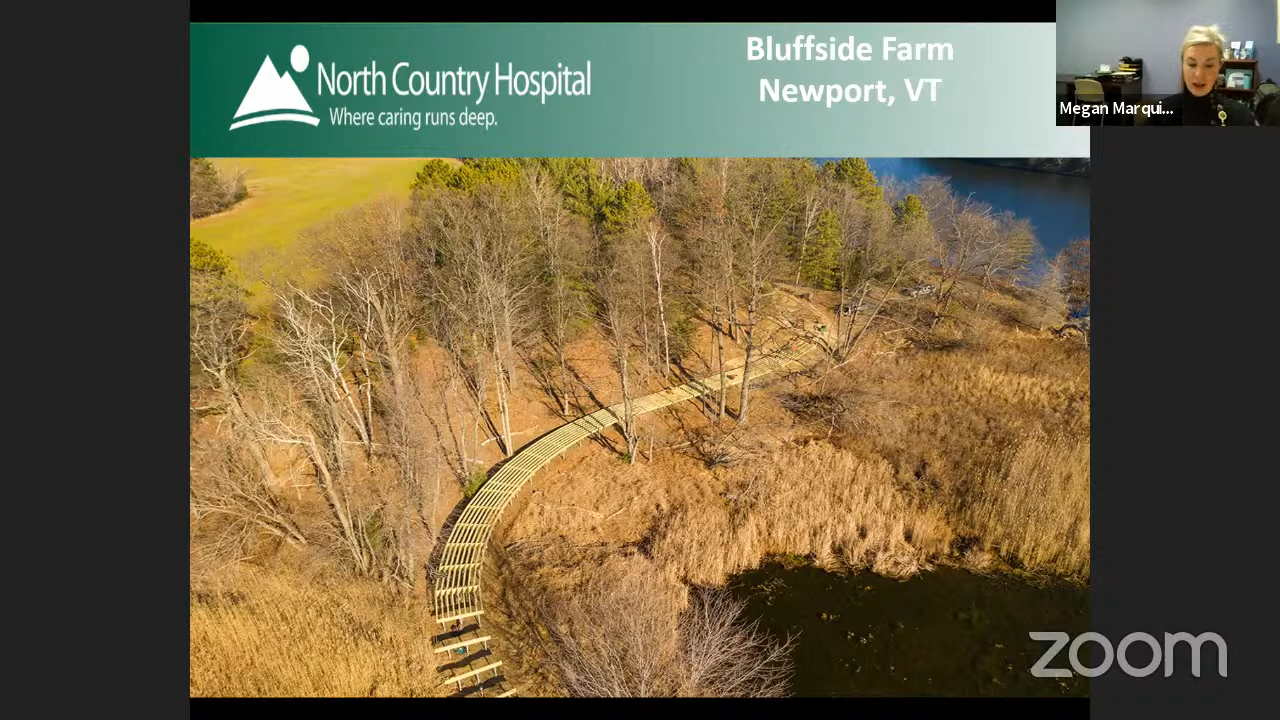 North Country Hospital
Where caring runs deep.
Bluffside Farm
Newport, VT
Megan Marqui...
zoom